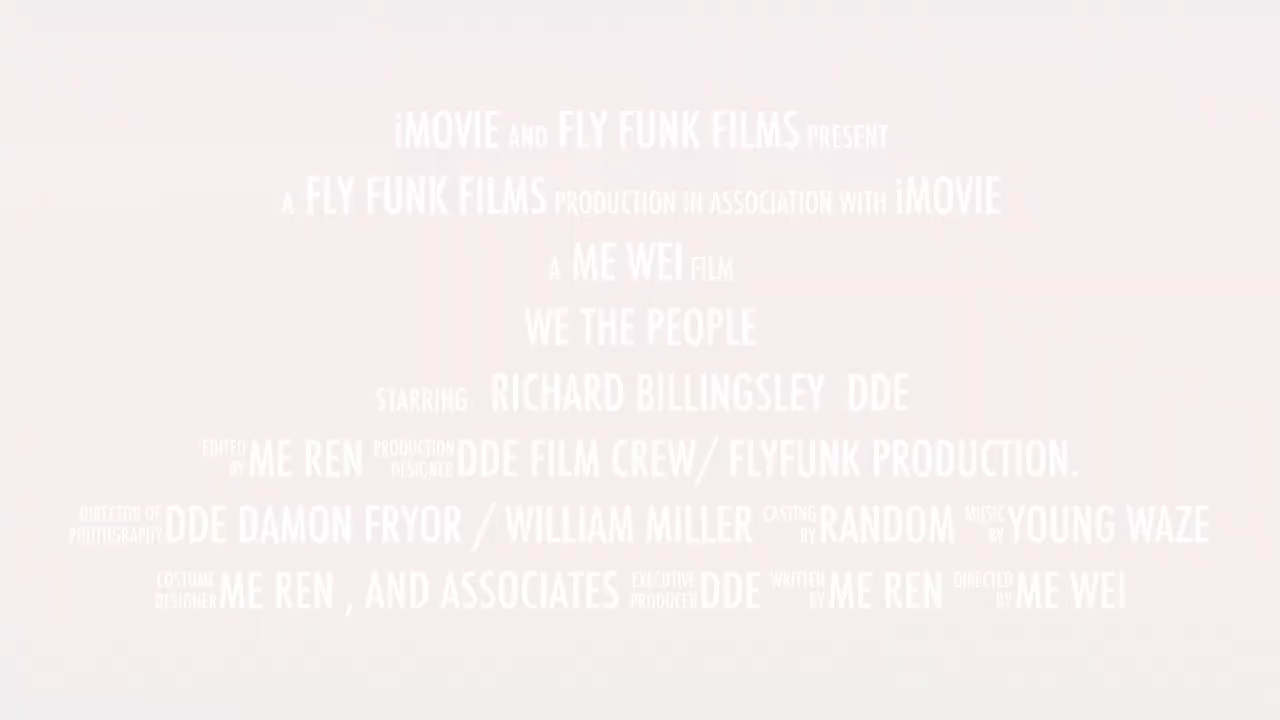 iMOVIE AND FLY FUNK FILMS PRESENT
A FLY FUNK FILMS PRODUCTION IN ASSOCIATION WITH iMOVIE
A ME WEI FILM
WE THE PEOPLE
STARRING RICHARD BILLINGSLEY DDE
EDITED BY ME REN PRODUCTION DESIGNER DDE FILM CREW/ FLYFUNK PRODUCTION.
DIRECTOR OF PHOTOGRAPHY DDE DAMON FRYOR / WILLIAM MILLER CASTING BY RANDOM MUSIC BY YOUNG WAZE
COSTUME DESIGNER ME REN , AND ASSOCIATES EXECUTIVE PRODUCER DDE WRITTEN BY ME REN DIRECTED BY ME WEI